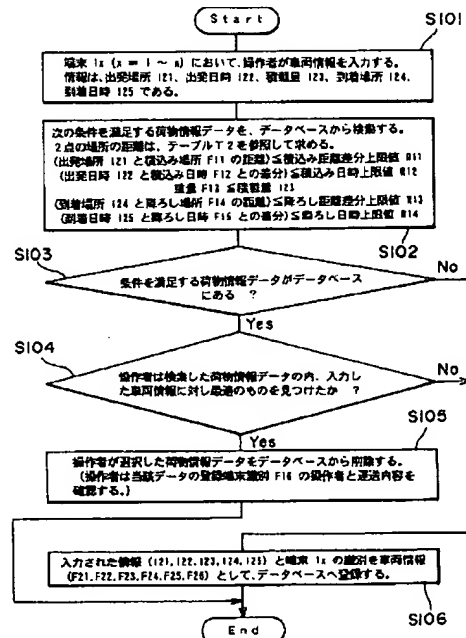 Start
S101
端末 1x (x = 1 ～ n) において、操作者が車両情報を入力する。
情報は、出発場所 I21、出発日時 I22、積載量 I23、到着場所 I24、
到着日時 I25 である。
次の条件を満足する荷物情報データを、データベースから検索する。
2点の場所の距離は、テーブルT2を参照して求める。
(出発場所 I21 と積込み場所 F11 の距離)≦積込み距離差分上限値 R11
(出発日時 I22 と積込み日時 F12 との差分)≦積込み日時上限値 R12
重量 F13 ≦積載量 I23
(到着場所 I24 と降ろし場所 F14 の距離)≦降ろし距離差分上限値 R13
(到着日時 I25 と降ろし日時 F15 との差分)≦降ろし日時上限値 R14
S102
S103
条件を満足する荷物情報データがデータベース
にある ?
No
Yes
S104
操作者は検索した荷物情報データの内、入力し
た車両情報に対し最適のものを見つけたか ?
No
Yes
S105
操作者が選択した荷物情報データをデータベースから削除する。
(操作者は当該データの登録端末識別 F16 の操作者と運送内容を
確認する。)
入力された情報 (I21,I22,I23,I24,I25) と端末 1x の識別を車両情報
(F21,F22,F23,F24,F25,F26) として、データベースへ登録する。
S106
End